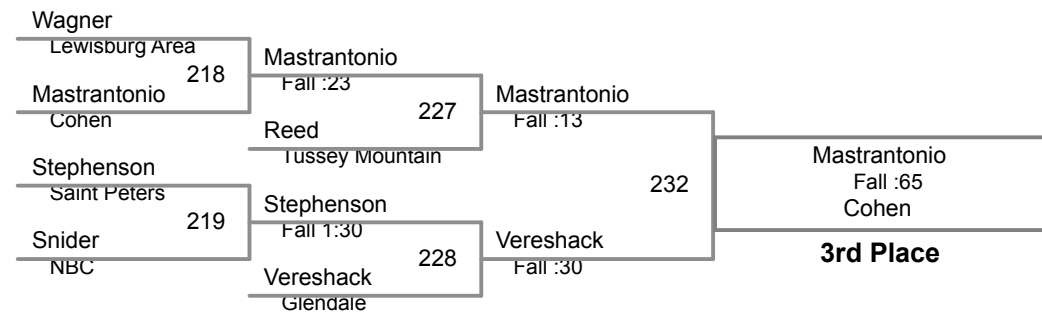 Wagner
Lewisburg Area
218
Mastrantonio
Cohen
Stephenson
Saint Peters
219
Snider
NBC
Mastrantonio
Fall :23
227
Reed
Tussey Mountain
Stephenson
Fall 1:30
228
Vereshack
Glendale
Mastrantonio
Fall :13
232
Vereshack
Fall :30
Mastrantonio
Fall :65
Cohen
3rd Place